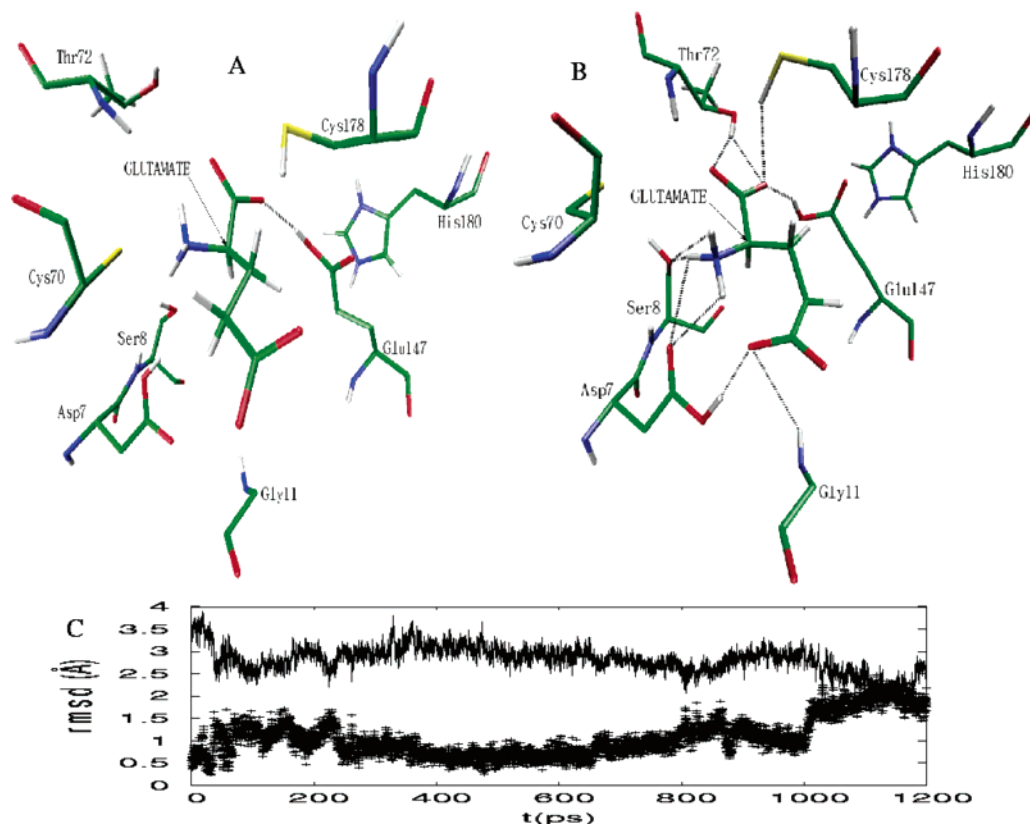 A
Thr72
Cys178
GLUTAMATE
His180
Cys70
Ser8
Glu147
Asp7
Gly11
B
Thr72
Cys178
His180
Cys70
GLUTAMATE
Ser8
Glu147
Asp7
Gly11
C
rmsd (Å)
4
3.5
3
2.5
2
1.5
1
0.5
0
0 200 400 600 800 1000 1200
t(ps)